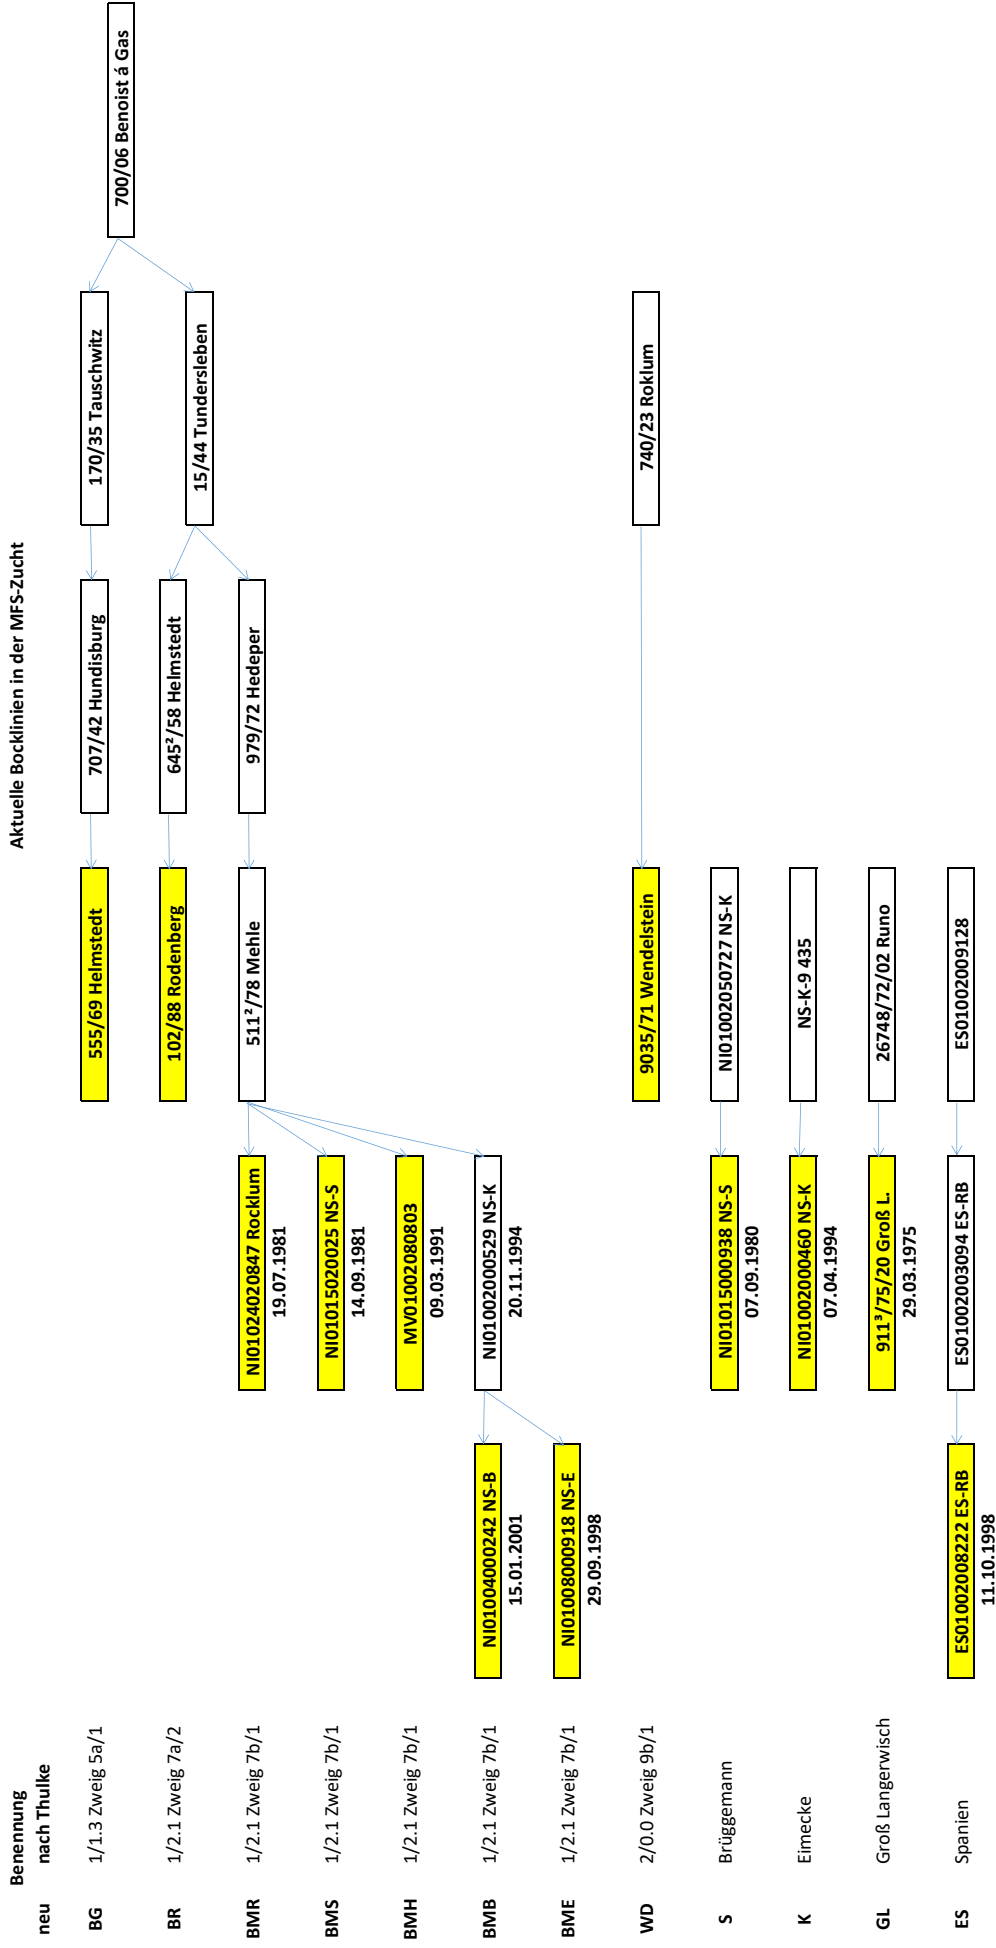 Aktuelle Bocklinien in der MFS-Zucht
Benennung
neu nach Thulke
BG 1/1.3 Zweig 5a/1 555/69 Helmstedt 707/42 Hundisburg 170/35 Tauschwitz 700/06 Benoist á Gas
BR 1/2.1 Zweig 7a/2 102/88 Rodenberg 645²/58 Helmstedt 15/44 Tundersleben
BMR 1/2.1 Zweig 7b/1 NI01024020847 Rocklum 511²/78 Mehle 979/72 Hedeper
19.07.1981
BMS 1/2.1 Zweig 7b/1 NI01015020025 NS-S
14.09.1981
BMH 1/2.1 Zweig 7b/1 MV01002080803
09.03.1991
BMB 1/2.1 Zweig 7b/1 NI01004000242 NS-B NI01002000529 NS-K
15.01.2001 20.11.1994
BME 1/2.1 Zweig 7b/1 NI01008000918 NS-E
29.09.1998
WD 2/0.0 Zweig 9b/1 9035/71 Wendelstein 740/23 Roklum
S Brüggemann NI01015000938 NS-S NI01002050727 NS-K
07.09.1980
K Eimecke NI01002000460 NS-K NS-K-9 435
07.04.1994
GL Groß Langerwisch 911³/75/20 Groß L. 26748/72/02 Runo
29.03.1975
ES Spanien ES01002008222 ES-RB ES01002003094 ES-RB ES01002009128
11.10.1998